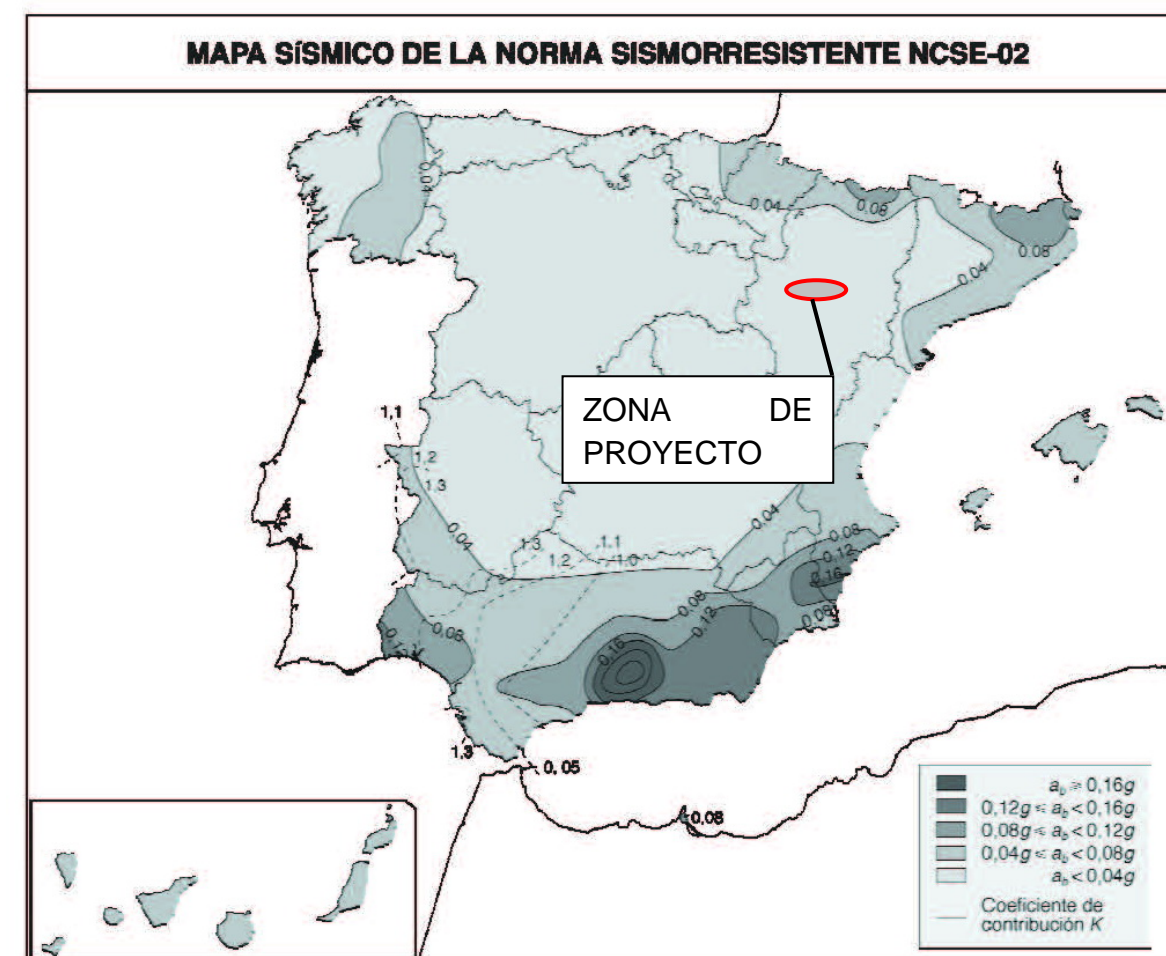 MAPA SÍSMICO DE LA NORMA SISMORRESISTENTE NCSE-02
0,04
0,04
0,08
0,08
0,04
ZONA DE
PROYECTO
1,1
1,2
1,3
0,04
0,04
1,3
1,2
1,1
1,0
0,08
0,12
0,16
0,08
0,08
0,12
0,08
0,16
1,3
0,05
0,08
a_b ≥ 0,16g
0,12g ≤ a_b < 0,16g
0,08g ≤ a_b < 0,12g
0,04g ≤ a_b < 0,08g
a_b < 0,04g
Coeficiente de
contribución K